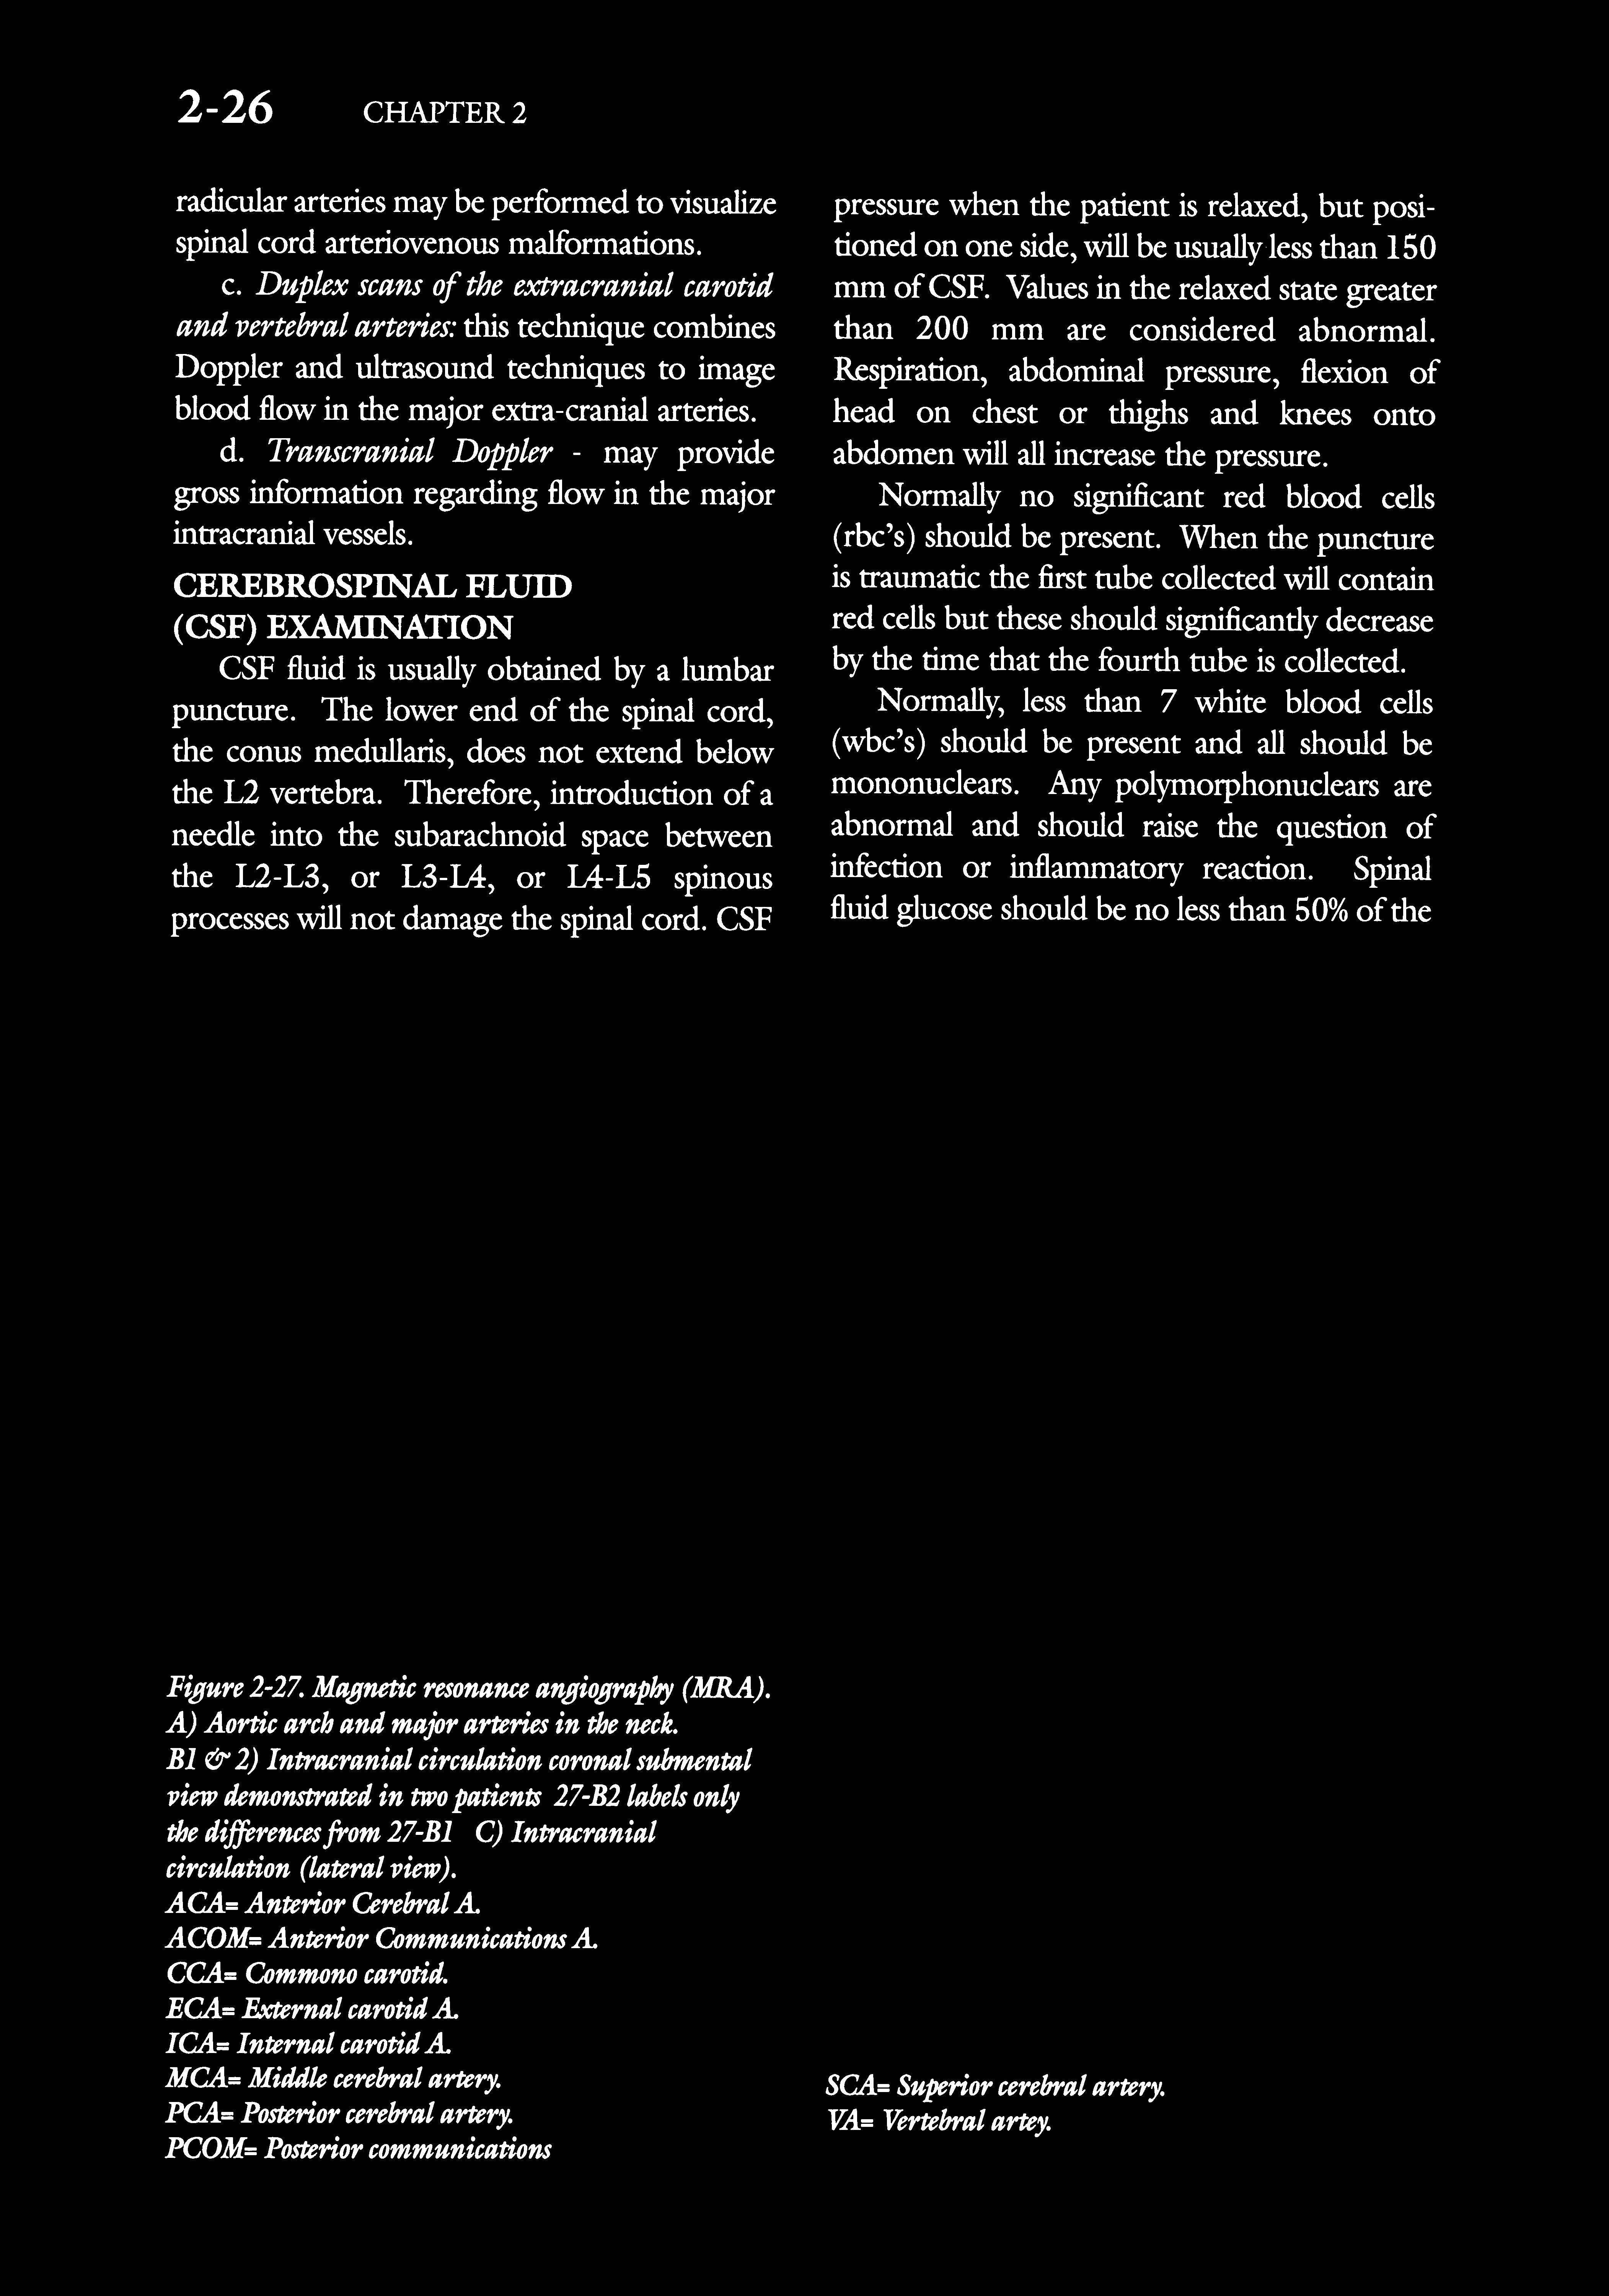 2-26 CHAPTER 2
radicular arteries may be performed to visualize
spinal cord arteriovenous malformations.
c. Duplex scans of the extracranial carotid
and vertebral arteries: this technique combines
Doppler and ultrasound techniques to image
blood flow in the major extra-cranial arteries.
d. Transcranial Doppler - may provide
gross information regarding flow in the major
intracranial vessels.
CEREBROSPINAL FLUID
(CSF) EXAMINATION
CSF fluid is usually obtained by a lumbar
puncture. The lower end of the spinal cord,
the conus medullaris, does not extend below
the L2 vertebra. Therefore, introduction of a
needle into the subarachnoid space between
the L2-L3, or L3-L4, or L4-L5 spinous
processes will not damage the spinal cord. CSF
pressure when the patient is relaxed, but posi-
tioned on one side, will be usually less than 150
mm of CSF. Values in the relaxed state greater
than 200 mm are considered abnormal.
Respiration, abdominal pressure, flexion of
head on chest or thighs and knees onto
abdomen will all increase the pressure.
Normally no significant red blood cells
(rbc's) should be present. When the puncture
is traumatic the first tube collected will contain
red cells but these should significantly decrease
by the time that the fourth tube is collected.
Normally, less than 7 white blood cells
(wbc's) should be present and all should be
mononuclears. Any polymorphonuclears are
abnormal and should raise the question of
infection or inflammatory reaction. Spinal
fluid glucose should be no less than 50% of the
Figure 2-27. Magnetic resonance angiography (MRA).
A) Aortic arch and major arteries in the neck.
B1 & 2) Intracranial circulation coronal submental
view demonstrated in two patients 27-B2 labels only
the differences from 27-B1 C) Intracranial
circulation (lateral view).
ACA= Anterior Cerebral A.
ACOM= Anterior Communications A.
CCA= Commono carotid.
ECA= External carotid A.
ICA= Internal carotid A.
MCA= Middle cerebral artery.
PCA= Posterior cerebral artery.
PCOM= Posterior communications
SCA= Superior cerebral artery.
VA= Vertebral artey.